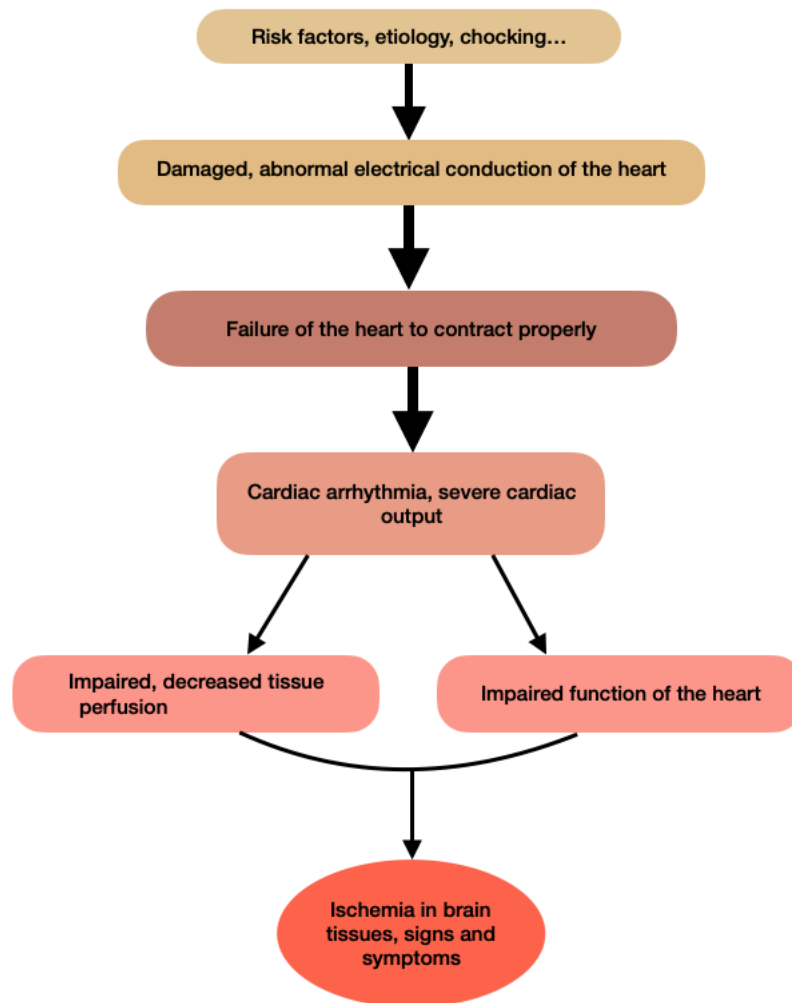 Risk factors, etiology, chocking…
Damaged, abnormal electrical conduction of the heart
Failure of the heart to contract properly
Cardiac arrhythmia, severe cardiac
output
Impaired, decreased tissue
perfusion
Impaired function of the heart
Ischemia in brain
tissues, signs and
symptoms